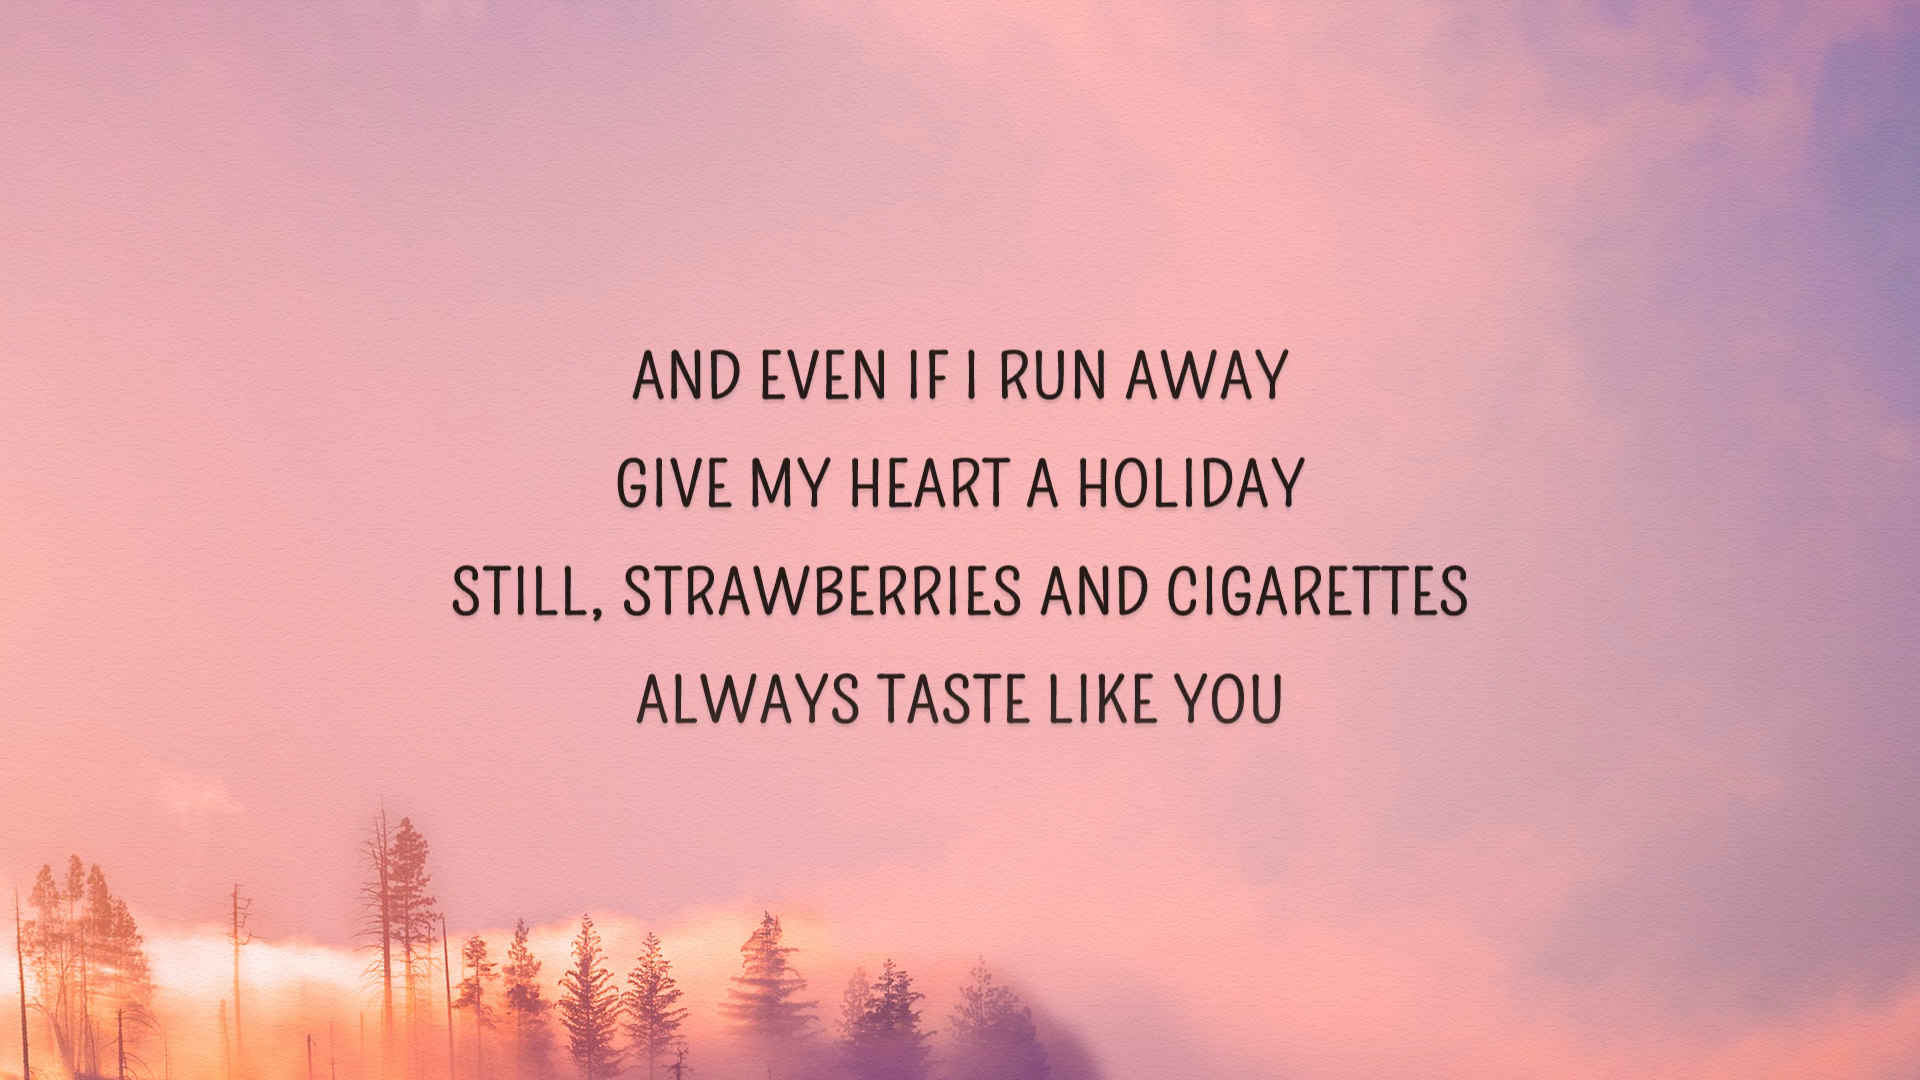 AND EVEN IF I RUN AWAY
GIVE MY HEART A HOLIDAY
STILL, STRAWBERRIES AND CIGARETTES
ALWAYS TASTE LIKE YOU